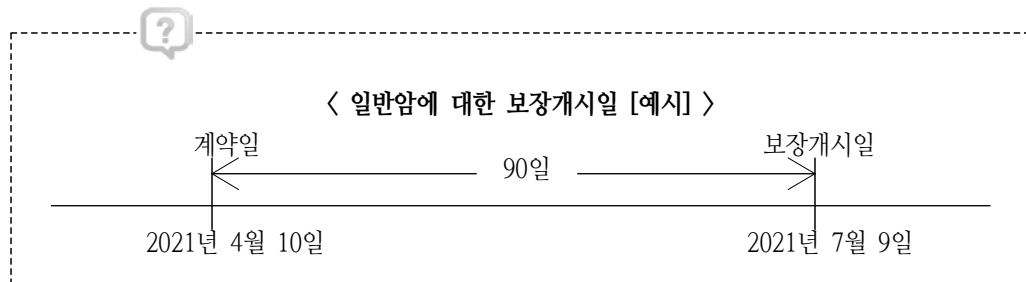 ?
〈 일반암에 대한 보장개시일 [예시] 〉
계약일 보장개시일
90일
2021년 4월 10일 2021년 7월 9일